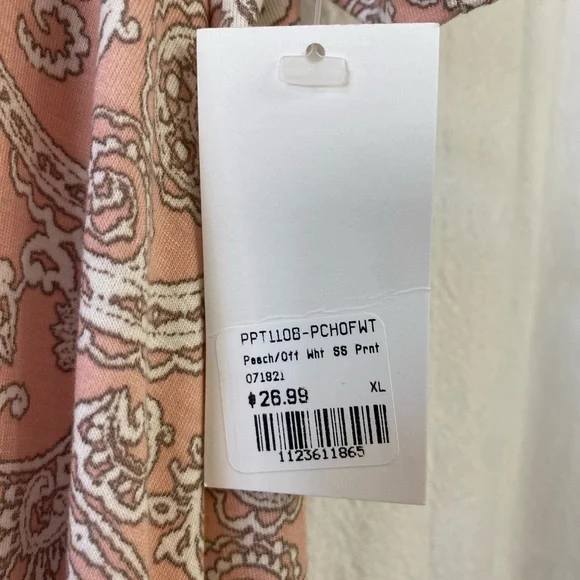 PPT1106-PCHOFWT
Peach/Off Wht SS Prnt
071821
$26.99 XL
1123611865